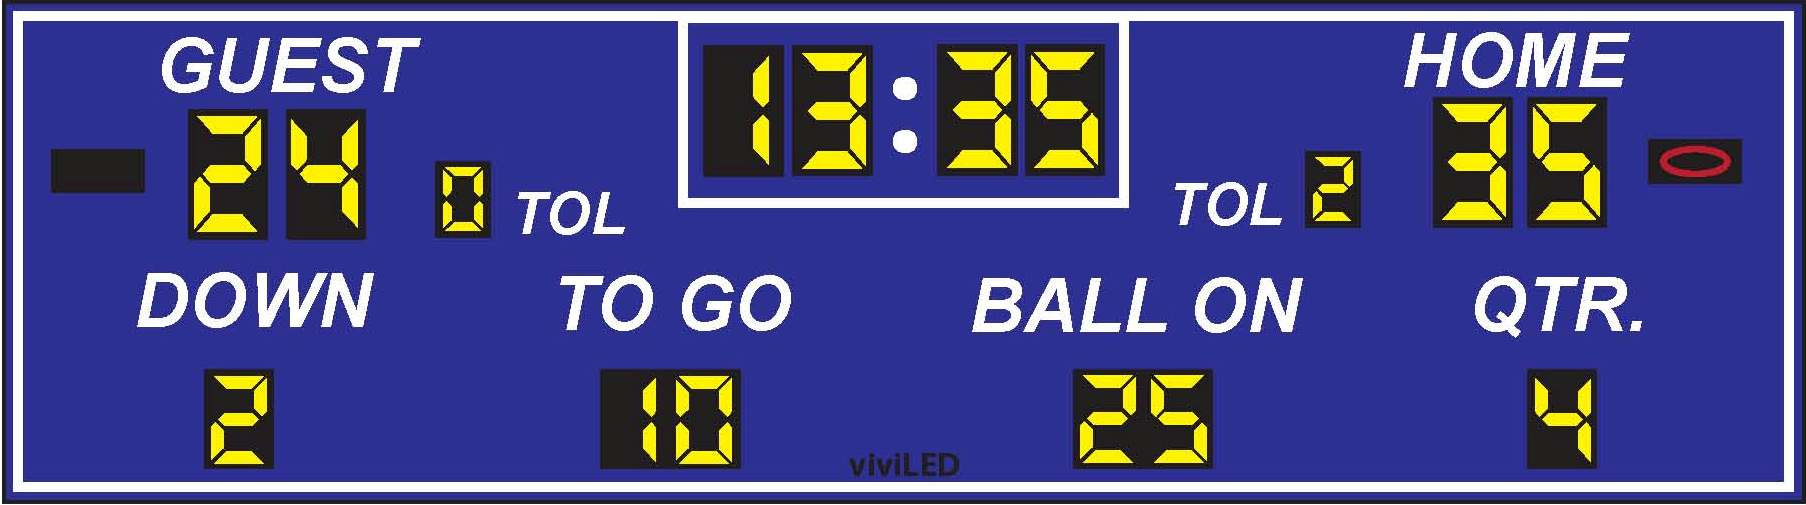 GUEST 13:35 HOME
24 0 TOL TOL 2 35
DOWN TO GO BALL ON QTR.
2 10 25 4
viviLED